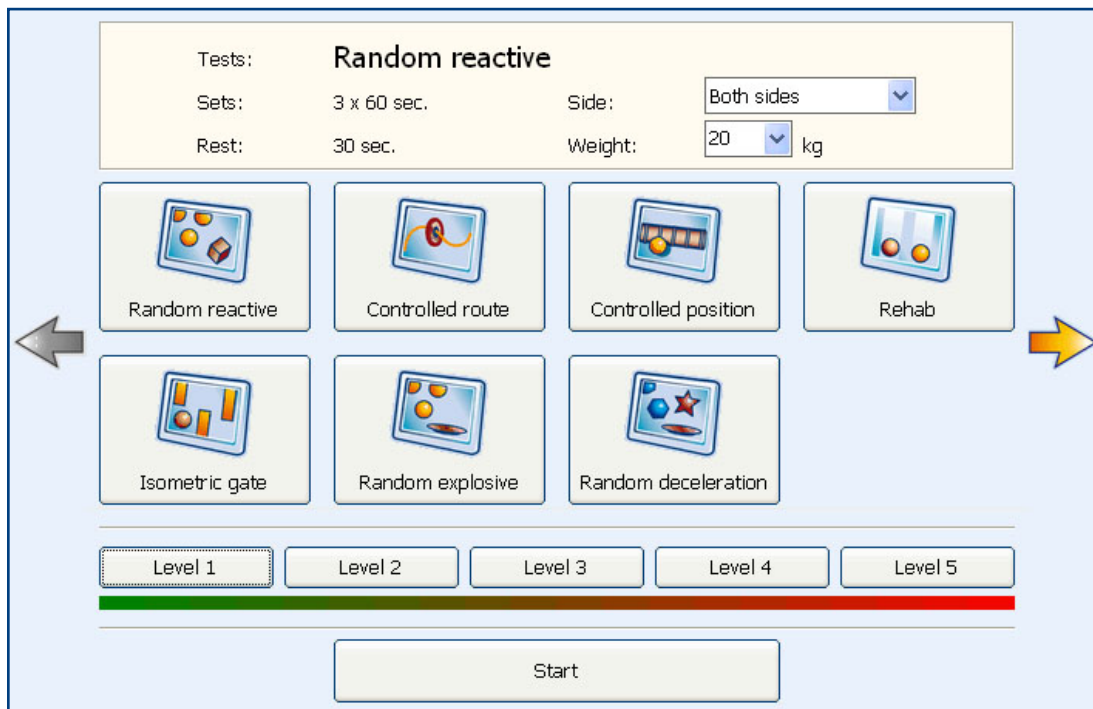 Tests: Random reactive
Sets: 3 x 60 sec. Side: Both sides
Rest: 30 sec. Weight: 20 kg
Random reactive Controlled route Controlled position Rehab
Isometric gate Random explosive Random deceleration
Level 1 Level 2 Level 3 Level 4 Level 5
Start